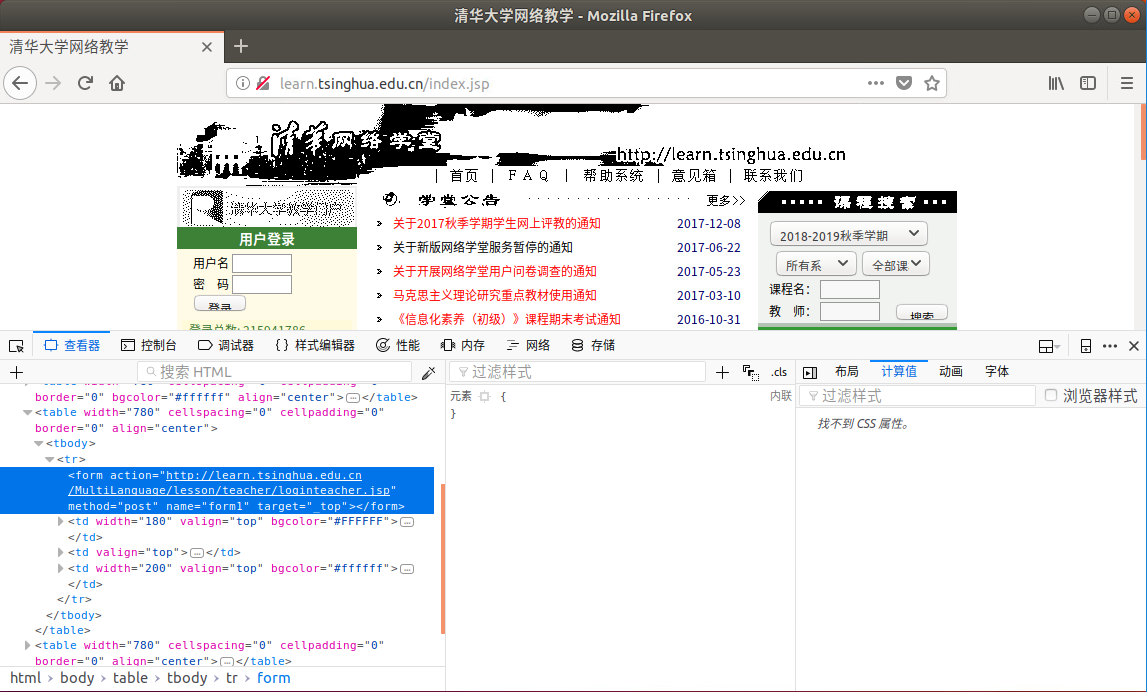 清华大学网络教学 - Mozilla Firefox
清华大学网络教学
learn.tsinghua.edu.cn/index.jsp
清华网络学堂
http://learn.tsinghua.edu.cn
| 首页 | F A Q | 帮助系统 | 意见箱 | 联系我们
清华大学教学门户
用户登录
用户名
密 码
登录
登录总数: 215941786
学堂公告
更多>>
关于2017秋季学期学生网上评教的通知 2017-12-08
关于新版网络学堂服务暂停的通知 2017-06-22
关于开展网络学堂用户问卷调查的通知 2017-05-23
马克思主义理论研究重点教材使用通知 2017-03-10
《信息化素养（初级）》课程期末考试通知 2016-10-31
课程搜索
2018-2019秋季学期
所有系 全部课
课程名:
教 师:
搜索
查看器 控制台 调试器 {} 样式编辑器 性能 内存 网络 存储
搜索 HTML
border="0" bgcolor="#ffffff" align="center">…</table>
<table width="780" cellspacing="0" cellpadding="0"
border="0" align="center">
<tbody>
<tr>
<form action="http://learn.tsinghua.edu.cn
/MultiLanguage/lesson/teacher/loginteacher.jsp"
method="post" name="form1" target="_top"></form>
<td width="180" valign="top" bgcolor="#FFFFFF">…
</td>
<td valign="top">…</td>
<td width="200" valign="top" bgcolor="#ffffff">…
</td>
</tr>
</tbody>
</table>
<table width="780" cellspacing="0" cellpadding="0"
border="0" align="center">…</table>
html › body › table › tbody › tr › form
过滤样式
.cls
元素 { 内联
}
布局 计算值 动画 字体
过滤样式
浏览器样式
找不到 CSS 属性。